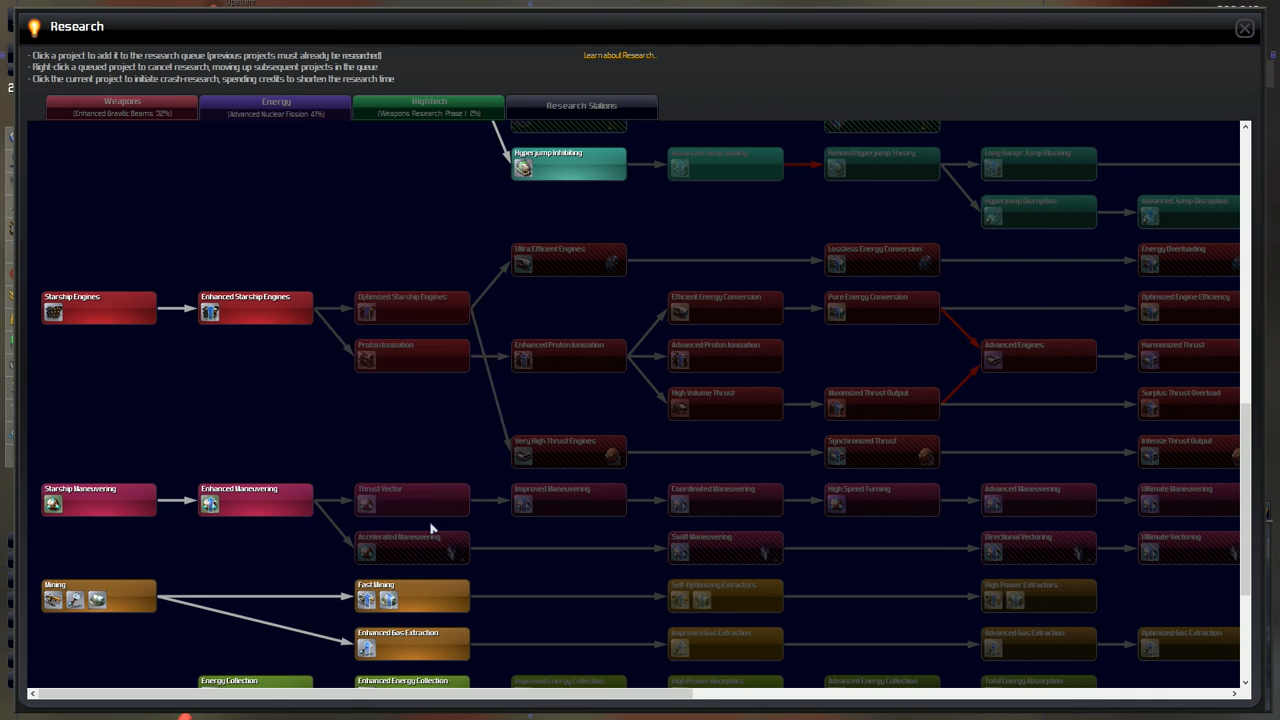 Research
- Click a project to add it to the research queue (previous projects must already be researched)
- Right-click a queued project to cancel research, moving up subsequent projects in the queue
- Click the current project to initiate crash-research, spending credits to shorten the research time
Learn about Research...
Weapons
(Enhanced Gravitic Beams: 32%)
Energy
(Advanced Nuclear Fission 41%)
HighTech
(Weapons Research: Phase I 2%)
Research Stations
Hyperjump Inhibiting
Advanced Jump Stalling
Refined Hyperjump Theory
Long Range Jump Blocking
Hyperjump Disruption
Advanced Jump Disruption
Ultra Efficient Engines
Lossless Energy Conversion
Energy Overloading
Starship Engines
Enhanced Starship Engines
Optimized Starship Engines
Efficient Energy Conversion
Pure Energy Conversion
Optimized Engine Efficiency
Proton Ionization
Enhanced Proton Ionization
Advanced Proton Ionization
Advanced Engines
Harmonized Thrust
High Volume Thrust
Maximized Thrust Output
Surplus Thrust Overload
Very High Thrust Engines
Synchronized Thrust
Intense Thrust Output
Starship Maneuvering
Enhanced Maneuvering
Thrust Vector
Improved Maneuvering
Coordinated Maneuvering
High Speed Turning
Advanced Maneuvering
Ultimate Maneuvering
Accelerated Maneuvering
Swift Maneuvering
Directional Vectoring
Ultimate Vectoring
Mining
Fast Mining
Self-Optimizing Extractors
High Power Extractors
Enhanced Gas Extraction
Improved Gas Extraction
Advanced Gas Extraction
Optimized Gas Extraction
Energy Collection
Enhanced Energy Collection
Improved Energy Collection
High Power Receptors
Advanced Energy Collection
Total Energy Absorption